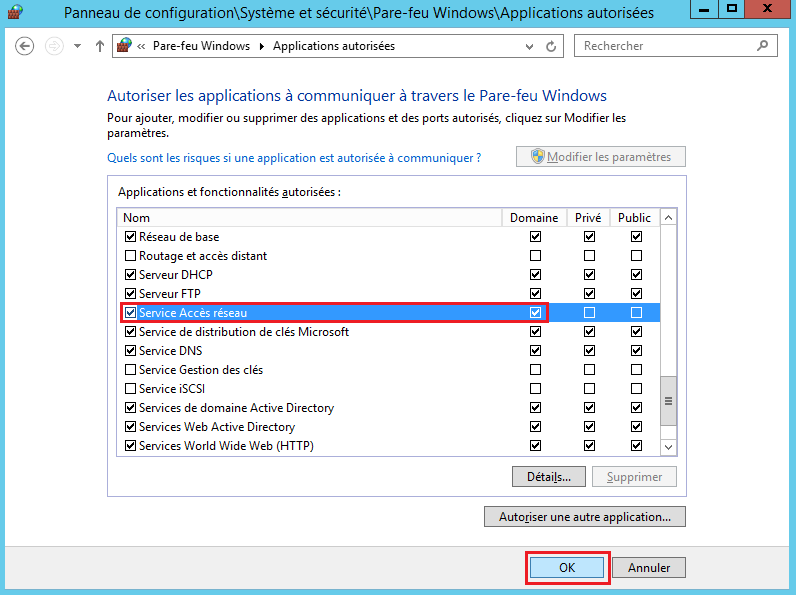 Panneau de configuration\Système et sécurité\Pare-feu Windows\Applications autorisées
« Pare-feu Windows Applications autorisées
Rechercher
Autoriser les applications à communiquer à travers le Pare-feu Windows
Pour ajouter, modifier ou supprimer des applications et des ports autorisés, cliquez sur Modifier les
paramètres.
Quels sont les risques si une application est autorisée à communiquer ?
Modifier les paramètres
Applications et fonctionnalités autorisées :
Nom Domaine Privé Public
Réseau de base
Routage et accès distant
Serveur DHCP
Serveur FTP
Service Accès réseau
Service de distribution de clés Microsoft
Service DNS
Service Gestion des clés
Service iSCSI
Services de domaine Active Directory
Services Web Active Directory
Services World Wide Web (HTTP)
Détails... Supprimer
Autoriser une autre application...
OK Annuler